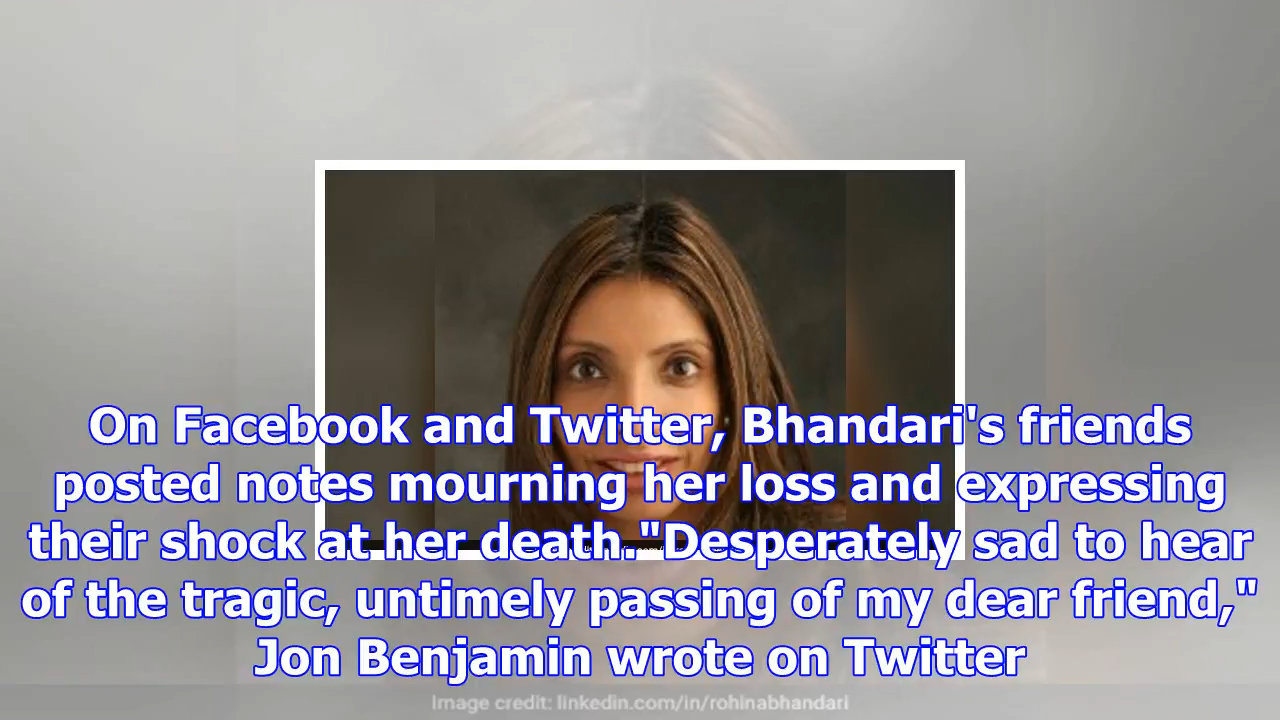 On Facebook and Twitter, Bhandari's friends
posted notes mourning her loss and expressing
their shock at her death."Desperately sad to hear
of the tragic, untimely passing of my dear friend,"
Jon Benjamin wrote on Twitter
Image credit: linkedin.com/in/rohinabhandari